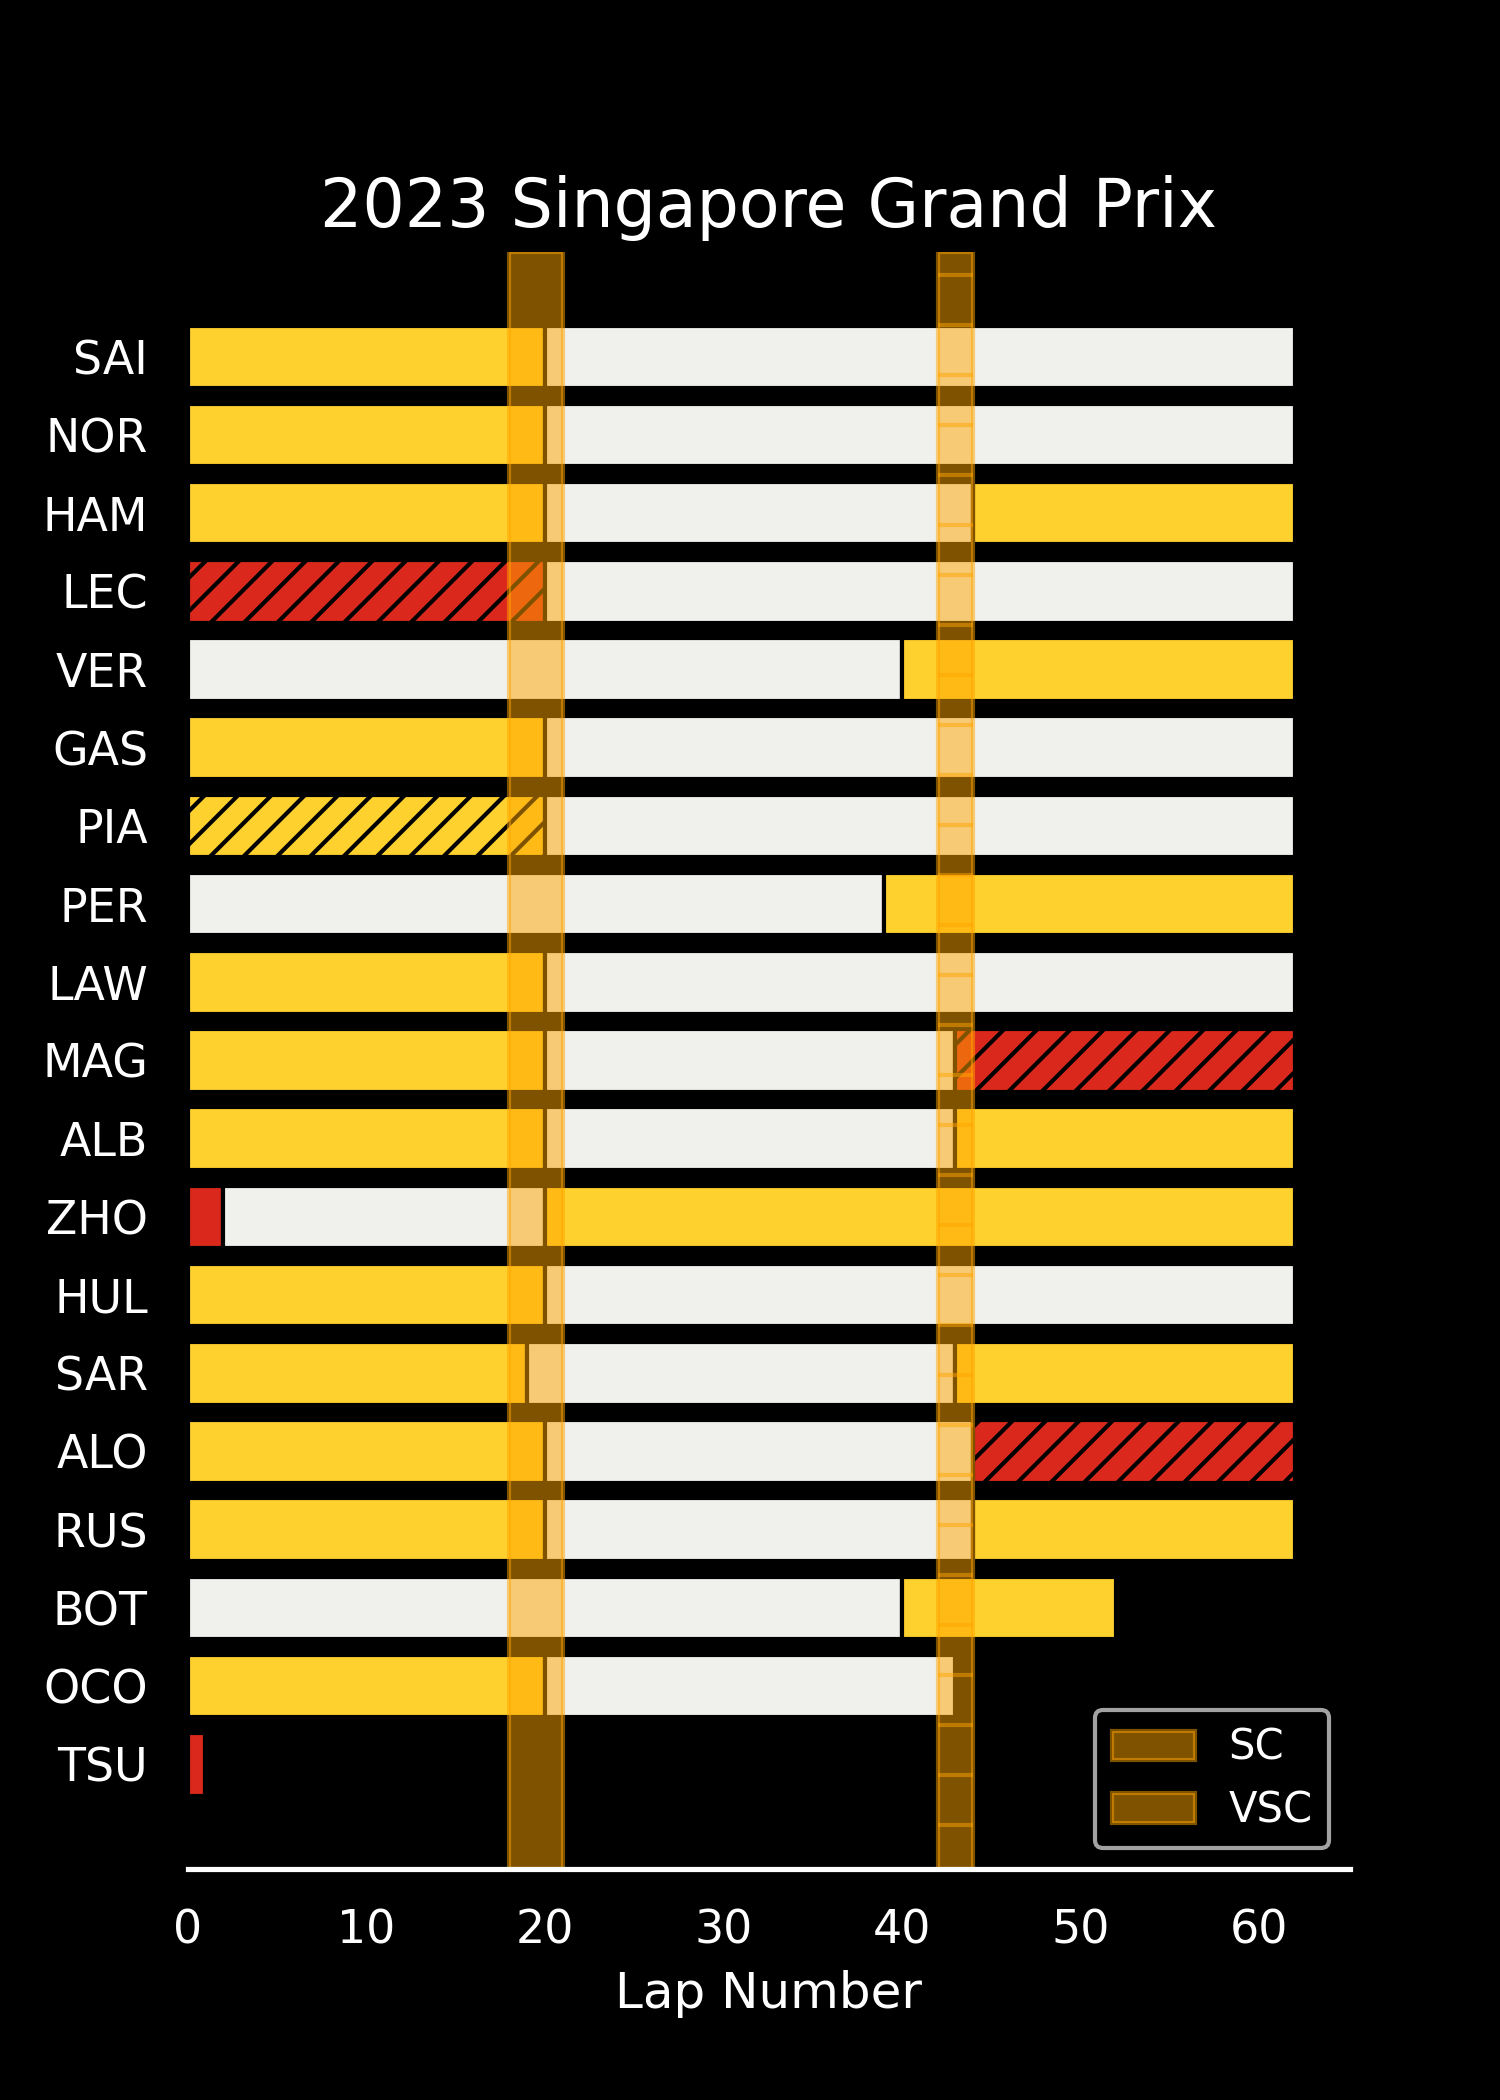 2023 Singapore Grand Prix
SAI
NOR
HAM
LEC
VER
GAS
PIA
PER
LAW
MAG
ALB
ZHO
HUL
SAR
ALO
RUS
BOT
OCO
TSU
SC
VSC
0 10 20 30 40 50 60
Lap Number